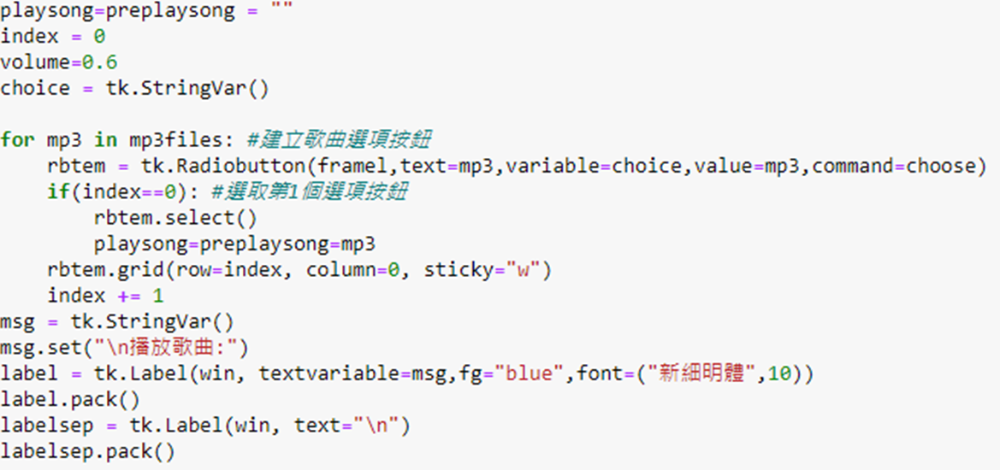 playsong=preplaysong = ""
index = 0
volume=0.6
choice = tk.StringVar()

for mp3 in mp3files: #建立歌曲選項按鈕
    rbtem = tk.Radiobutton(framel,text=mp3,variable=choice,value=mp3,command=choose)
    if(index==0): #選取第1個選項按鈕
        rbtem.select()
        playsong=preplaysong=mp3
    rbtem.grid(row=index, column=0, sticky="w")
    index += 1
msg = tk.StringVar()
msg.set("\n播放歌曲:")
label = tk.Label(win, textvariable=msg,fg="blue",font=("新細明體",10))
label.pack()
labelsep = tk.Label(win, text="\n")
labelsep.pack()